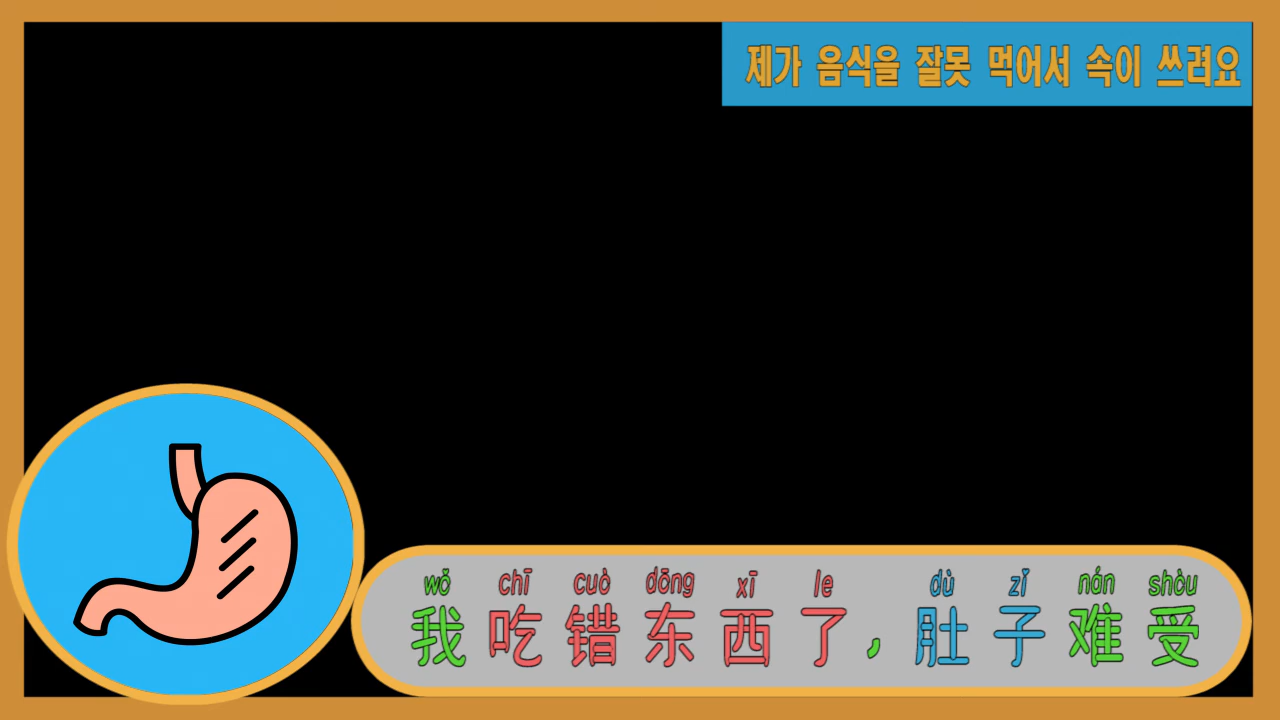 제가 음식을 잘못 먹어서 속이 쓰려요
wǒ chī cuò dōng xī le dù zǐ nán shòu
我吃错东西了，肚子难受